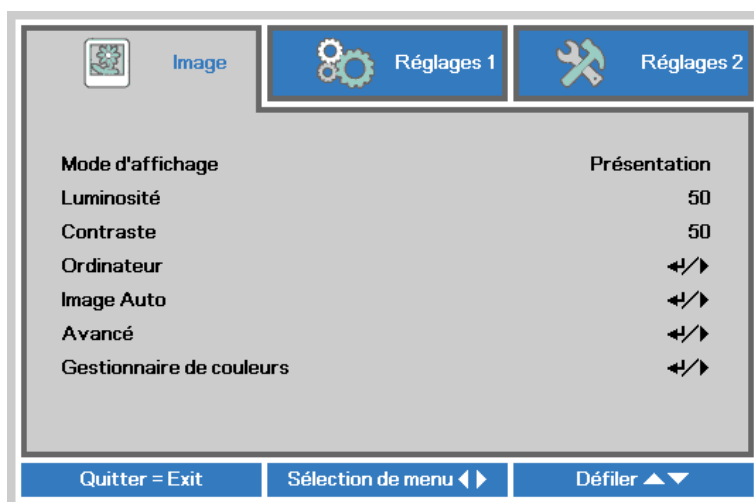 Image
Réglages 1
Réglages 2
Mode d'affichage Présentation
Luminosité 50
Contraste 50
Ordinateur ↵/▶
Image Auto ↵/▶
Avancé ↵/▶
Gestionnaire de couleurs ↵/▶
Quitter = Exit
Sélection de menu ◀▶
Défiler ▲▼